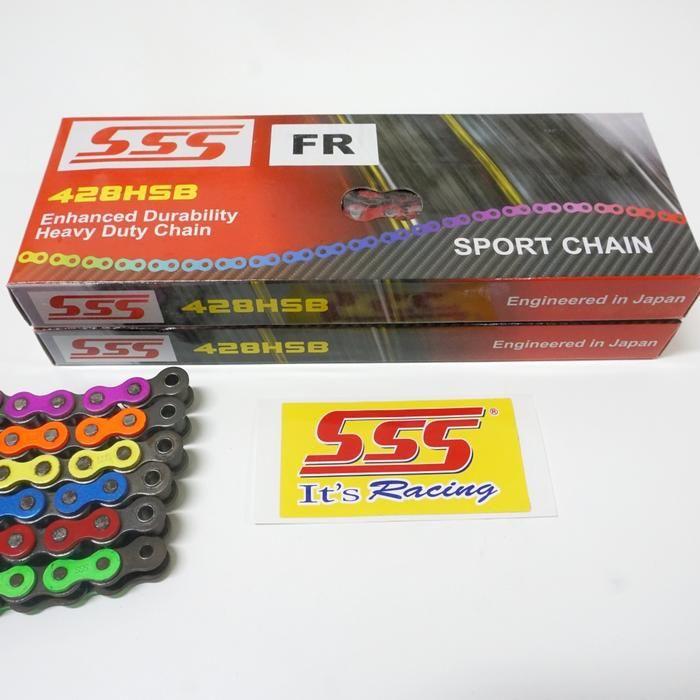 SSS
FR
428HSB
Enhanced Durability
Heavy Duty Chain
SPORT CHAIN
SSS
428HSB
Engineered in Japan
SSS
428HSB
Engineered in Japan
SSS®
It's Racing
SSS